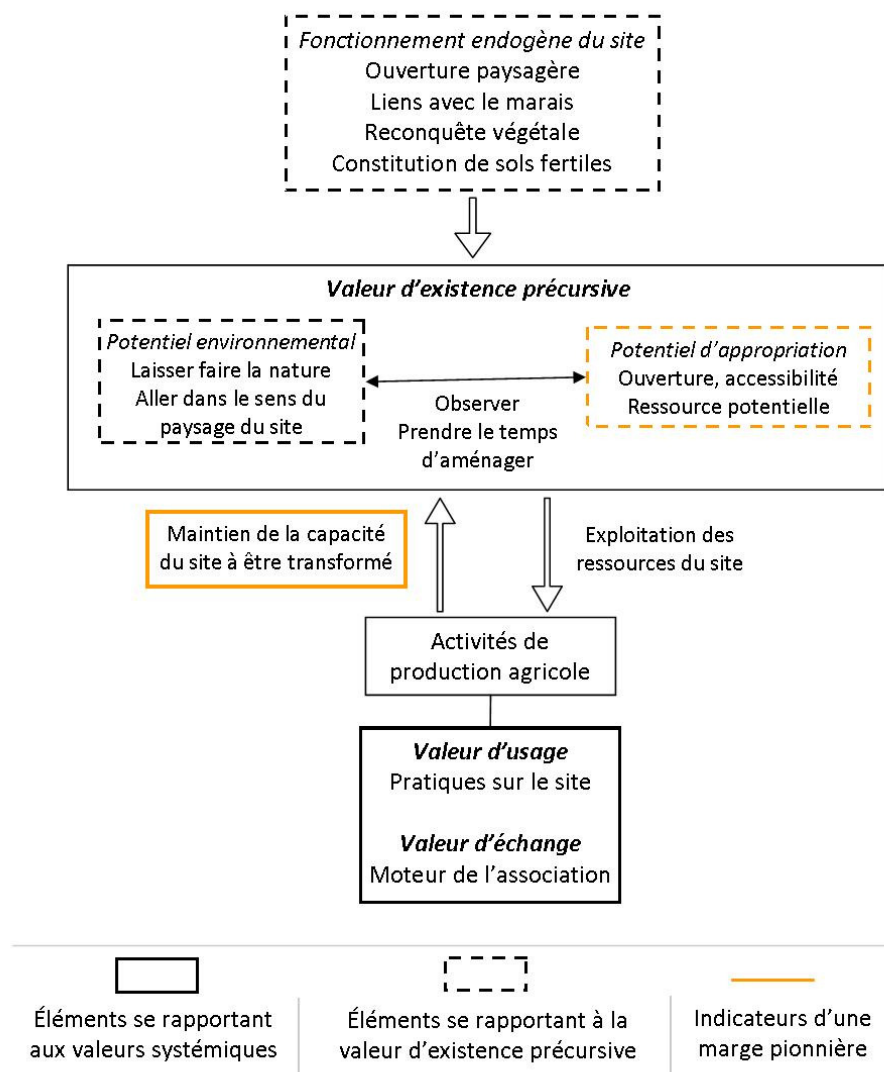 Fonctionnement endogène du site
Ouverture paysagère
Liens avec le marais
Reconquête végétale
Constitution de sols fertiles
Valeur d'existence précursive
Potentiel environnemental
Laisser faire la nature
Aller dans le sens du
paysage du site
Observer
Prendre le temps
d'aménager
Potentiel d'appropriation
Ouverture, accessibilité
Ressource potentielle
Maintien de la capacité
du site à être transformé
Exploitation des
ressources du site
Activités de
production agricole
Valeur d'usage
Pratiques sur le site
Valeur d'échange
Moteur de l'association
Éléments se rapportant
aux valeurs systémiques
Éléments se rapportant à la
valeur d'existence précursive
Indicateurs d'une
marge pionnière